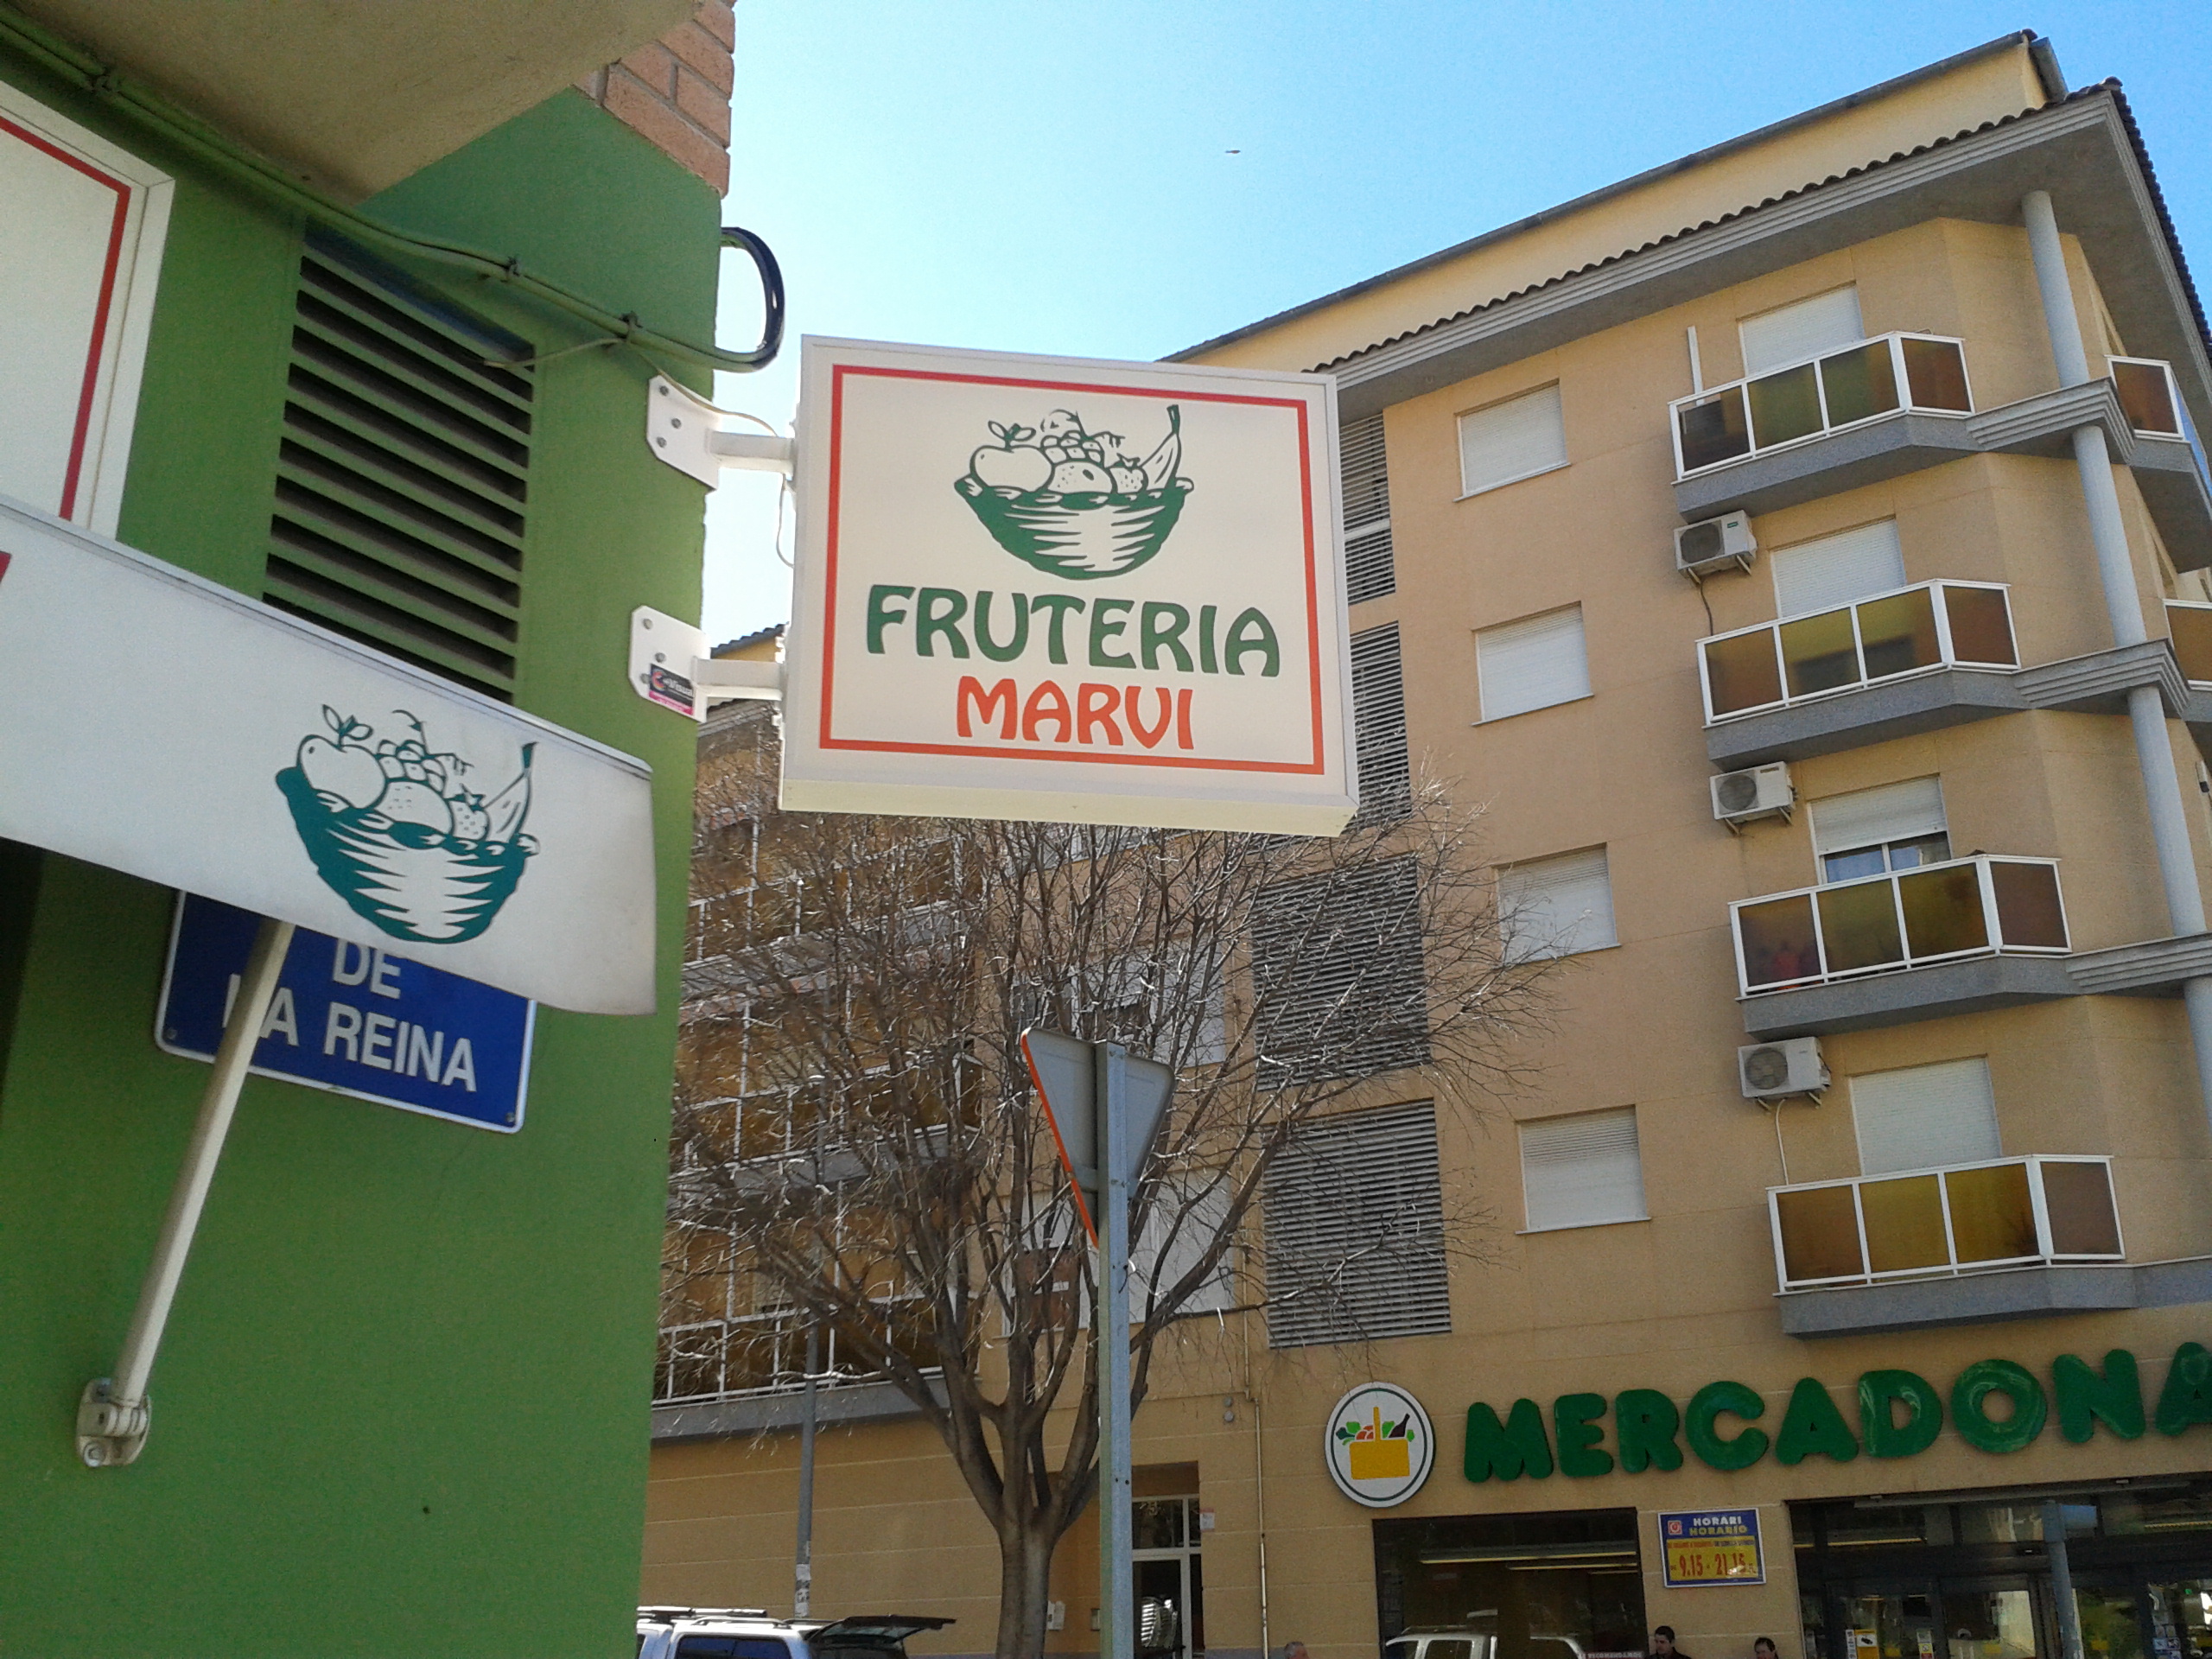 FRUTERIA
MARVI
DE
LA REINA
MERCADONA
HORARI
HORARIO
9.15 21.15